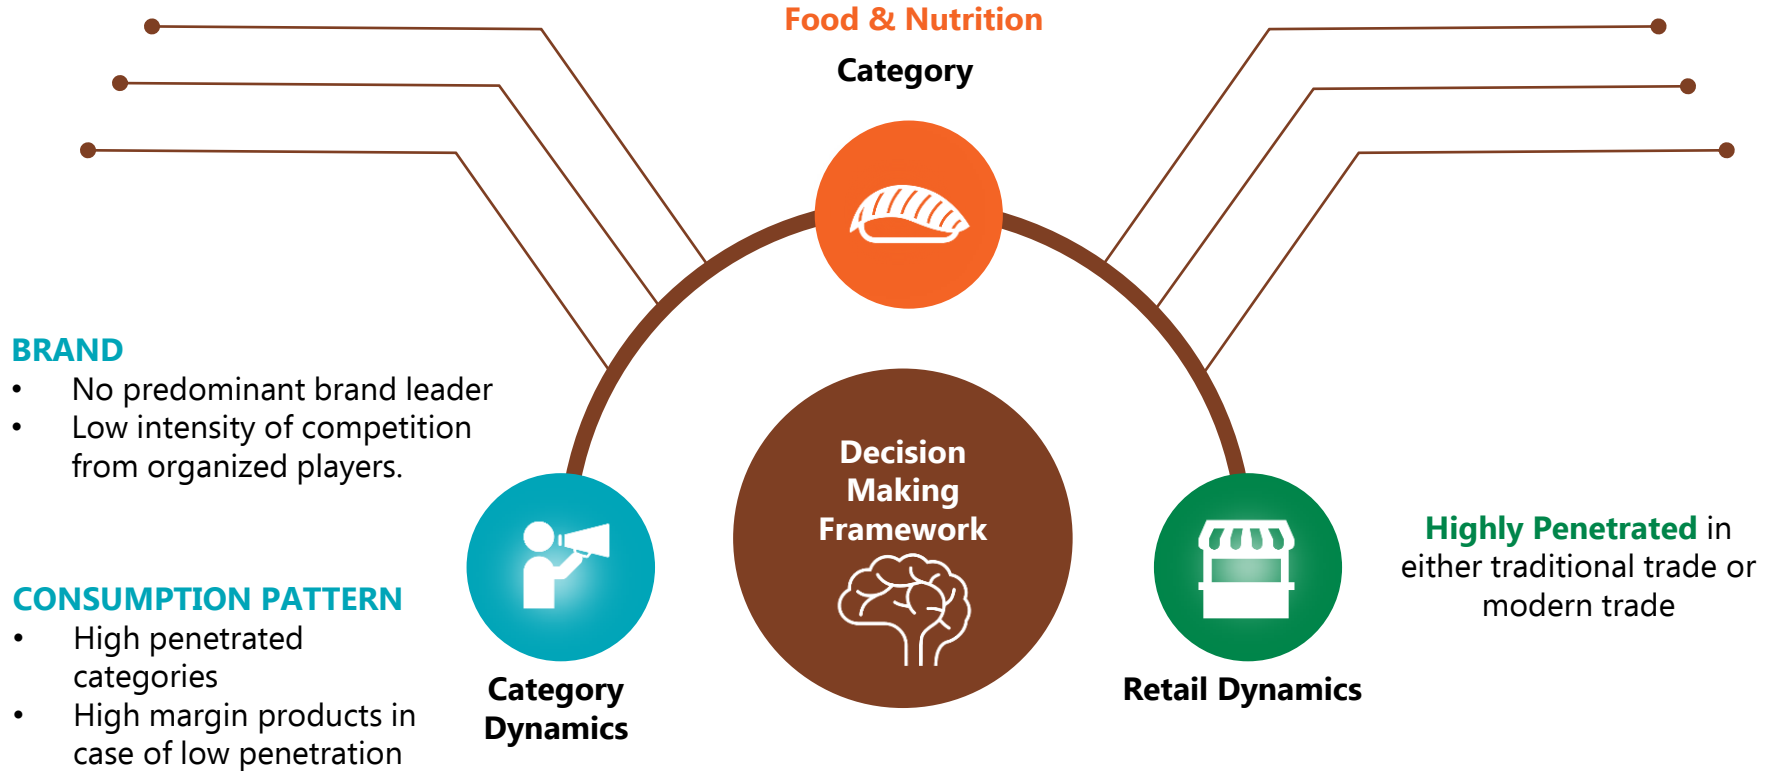 Food & Nutrition
Category
BRAND
• No predominant brand leader
• Low intensity of competition
from organized players.
CONSUMPTION PATTERN
• High penetrated
categories
• High margin products in
case of low penetration
Category
Dynamics
Decision
Making
Framework
Retail Dynamics
Highly Penetrated in
either traditional trade or
modern trade